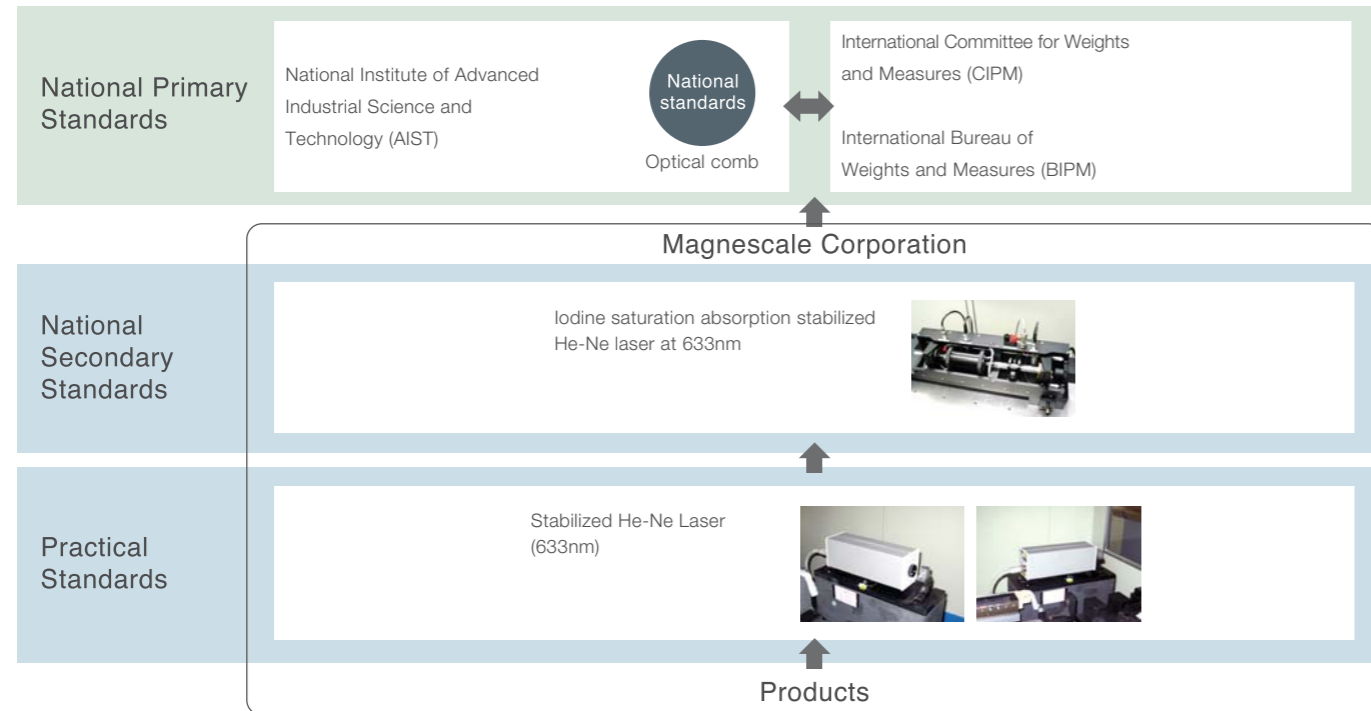 National Primary
Standards
National Institute of Advanced
Industrial Science and
Technology (AIST)
National
standards
Optical comb
International Committee for Weights
and Measures (CIPM)
International Bureau of
Weights and Measures (BIPM)
Magnescale Corporation
National
Secondary
Standards
Iodine saturation absorption stabilized
He-Ne laser at 633nm
Practical
Standards
Stabilized He-Ne Laser
(633nm)
Products